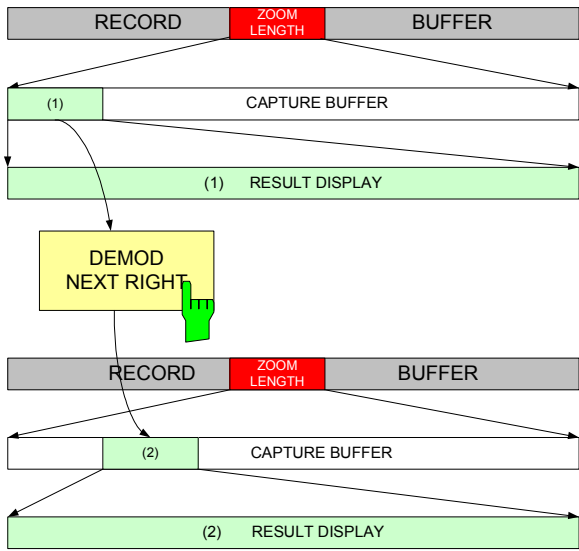 RECORD ZOOM LENGTH BUFFER
(1) CAPTURE BUFFER
(1) RESULT DISPLAY
DEMOD
NEXT RIGHT
RECORD ZOOM LENGTH BUFFER
(2) CAPTURE BUFFER
(2) RESULT DISPLAY